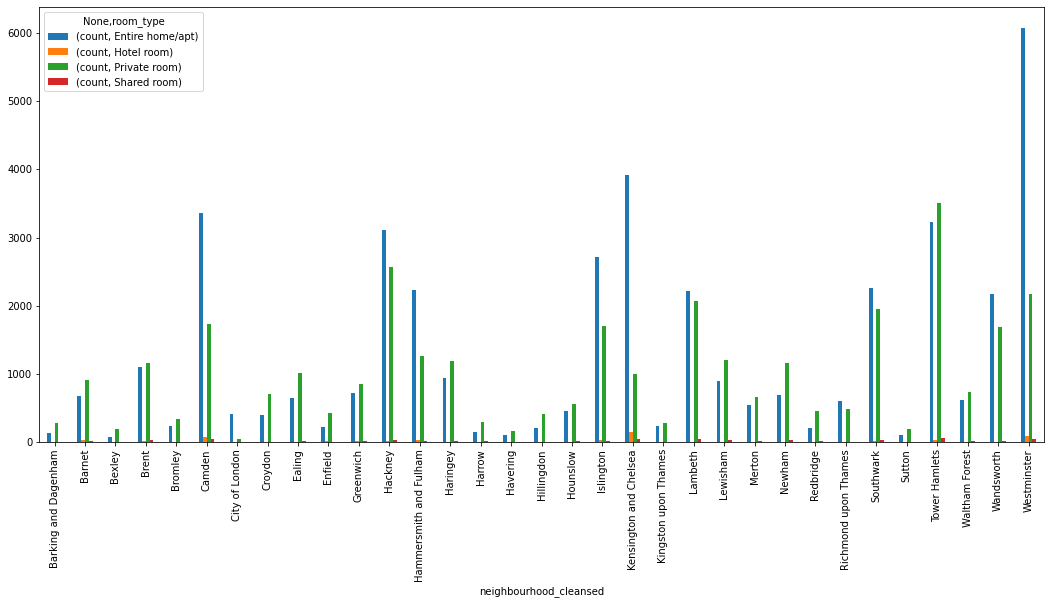 None,room_type
(count, Entire home/apt)
(count, Hotel room)
(count, Private room)
(count, Shared room)
6000
5000
4000
3000
2000
1000
0
Barking and Dagenham
Barnet
Bexley
Brent
Bromley
Camden
City of London
Croydon
Ealing
Enfield
Greenwich
Hackney
Hammersmith and Fulham
Haringey
Harrow
Havering
Hillingdon
Hounslow
Islington
Kensington and Chelsea
Kingston upon Thames
Lambeth
Lewisham
Merton
Newham
Redbridge
Richmond upon Thames
Southwark
Sutton
Tower Hamlets
Waltham Forest
Wandsworth
Westminster
neighbourhood_cleansed